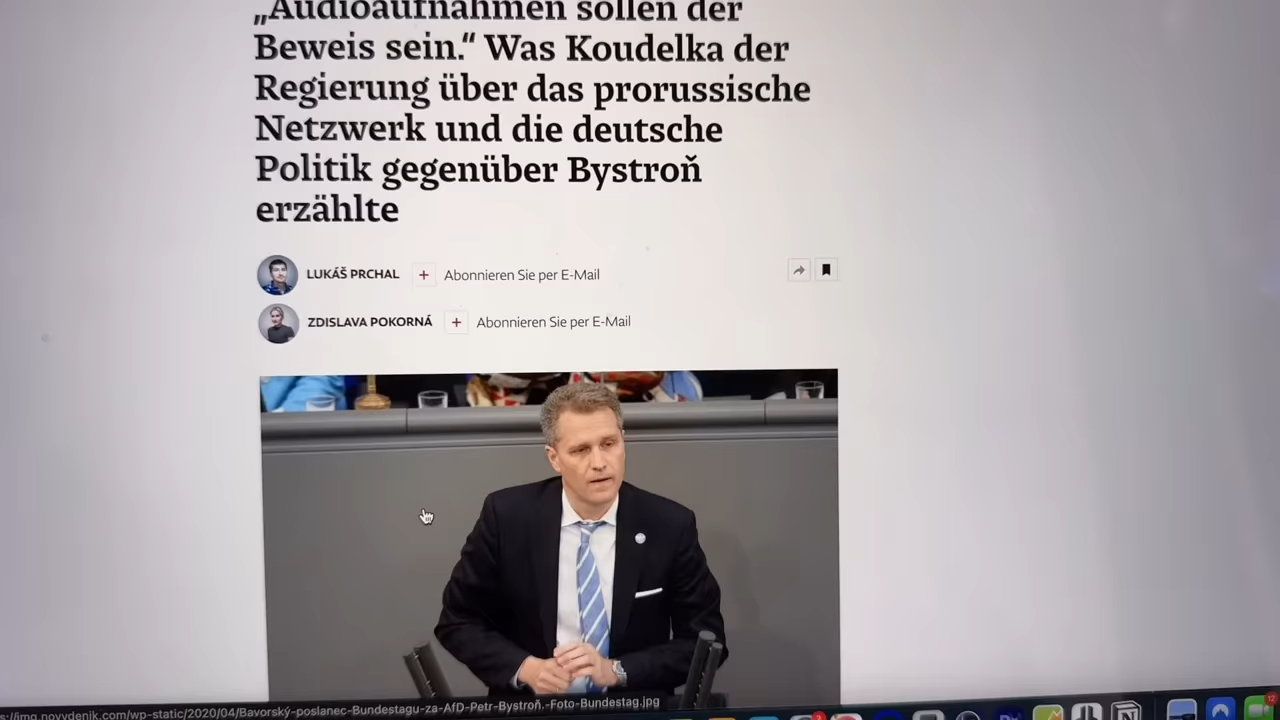 „Audioaufnahmen sollen der
Beweis sein.“ Was Koudelka der
Regierung über das prorussische
Netzwerk und die deutsche
Politik gegenüber Bystroň
erzählte
LUKÁŠ PRCHAL + Abonnieren Sie per E-Mail
ZDISLAVA POKORNÁ + Abonnieren Sie per E-Mail
s://img.novydenik.com/wp-static/2020/04/Bavorský-poslanec-Bundestagu-za-AfD-Petr-Bystroň.-Foto-Bundestag.jpg